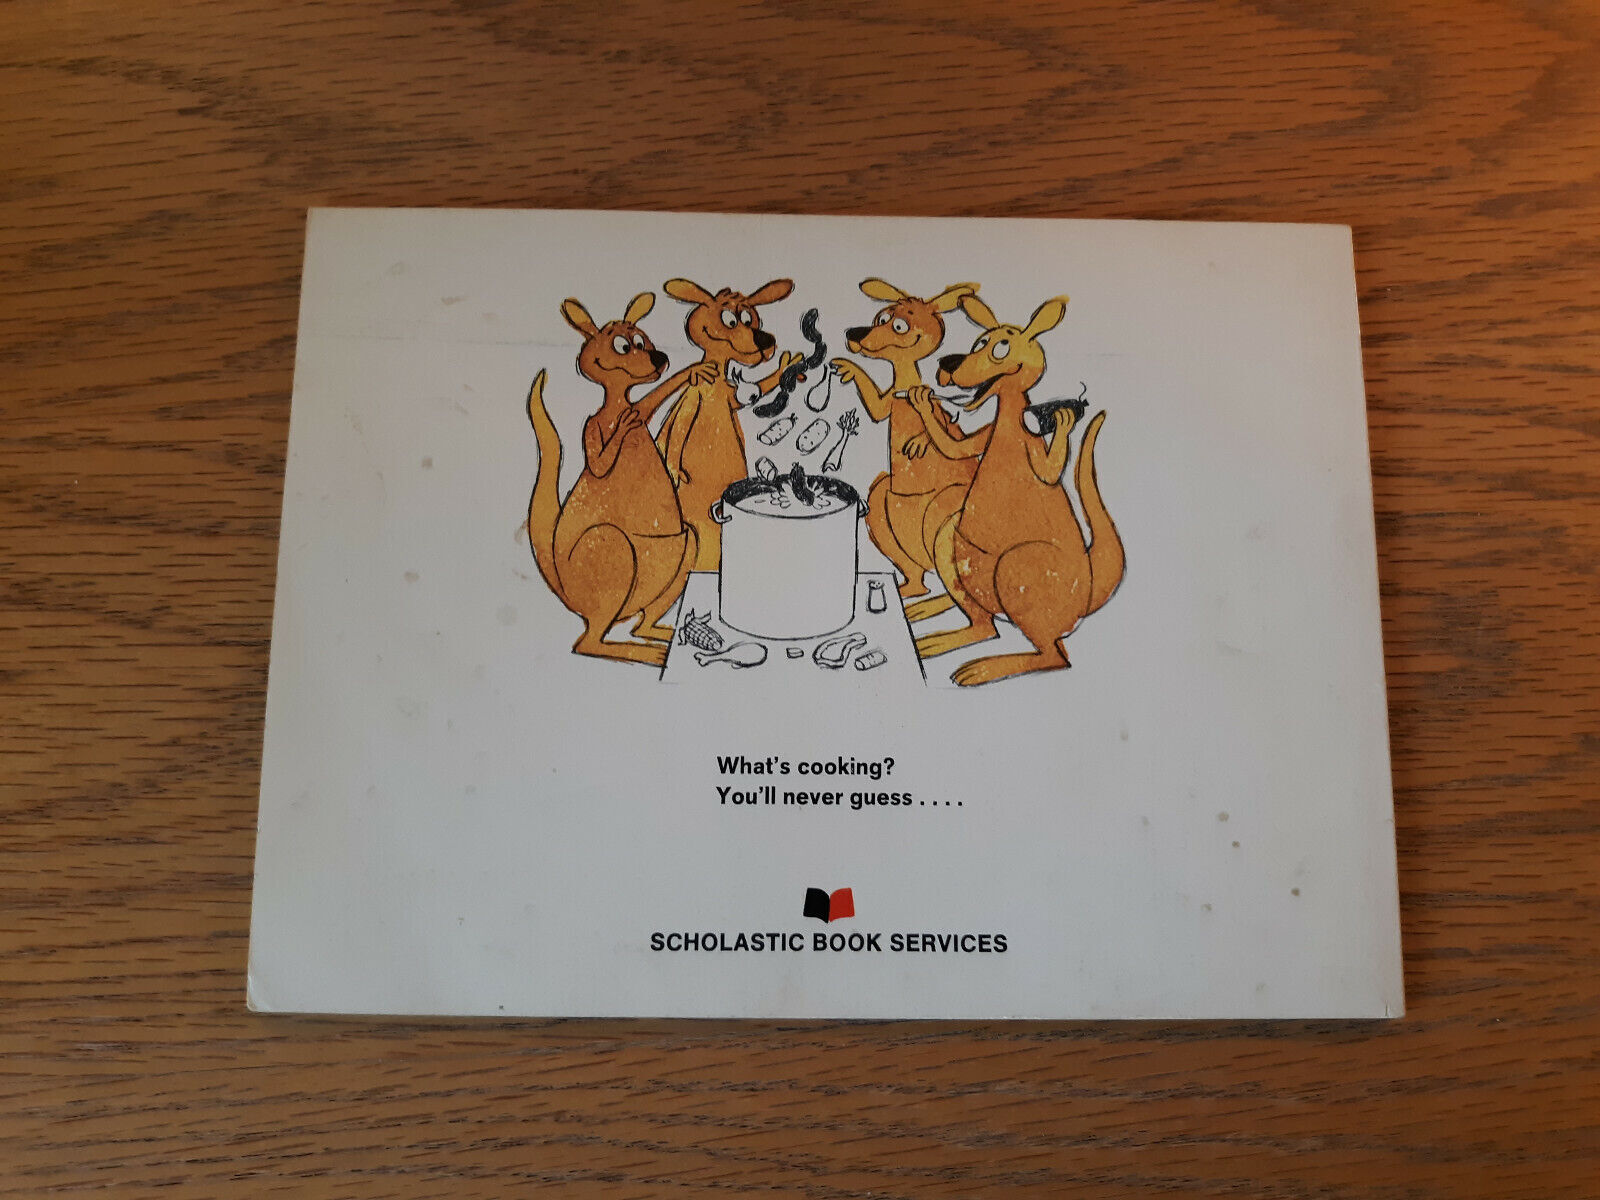 What's cooking?
You'll never guess . . . .
SCHOLASTIC BOOK SERVICES